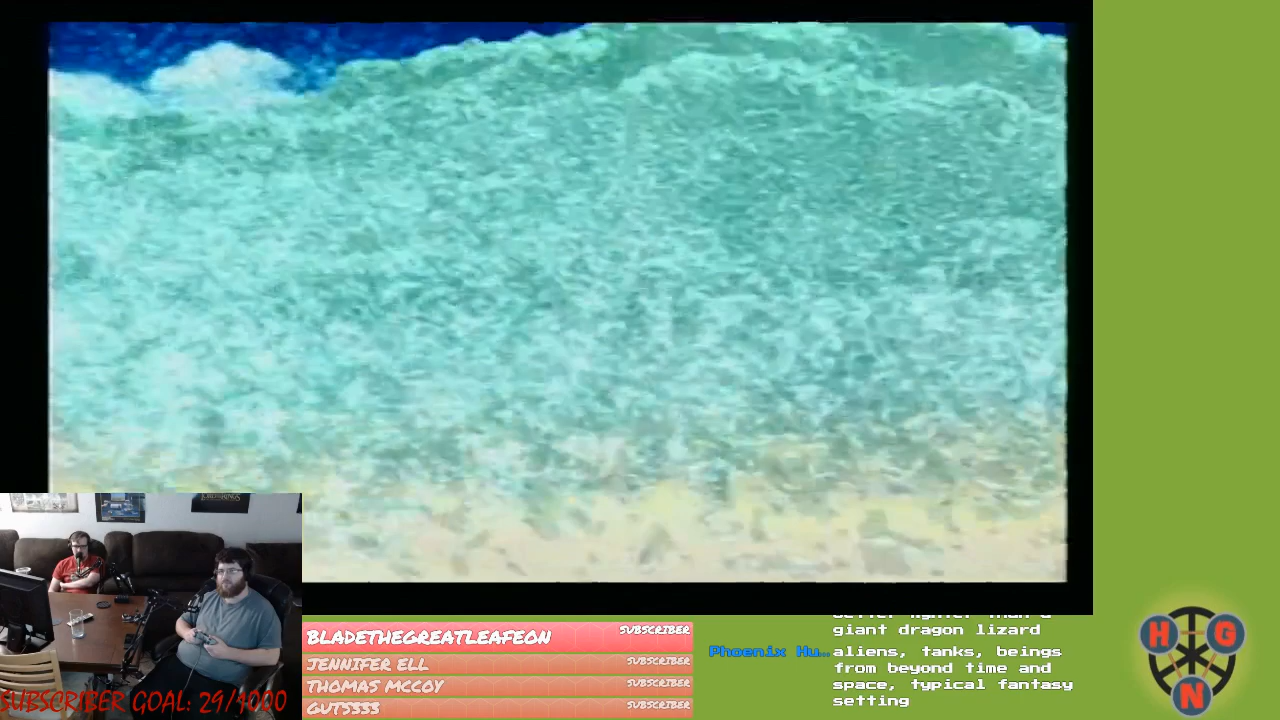 giant dragon lizard
Phoenix Hu… aliens, tanks, beings
from beyond time and
space, typical fantasy
setting
BLADETHEGREATLEAFEON SUBSCRIBER
JENNIFER ELL SUBSCRIBER
THOMAS MCCOY SUBSCRIBER
GUTSSSS SUBSCRIBER
SUBSCRIBER GOAL: 29/1000
H G
N